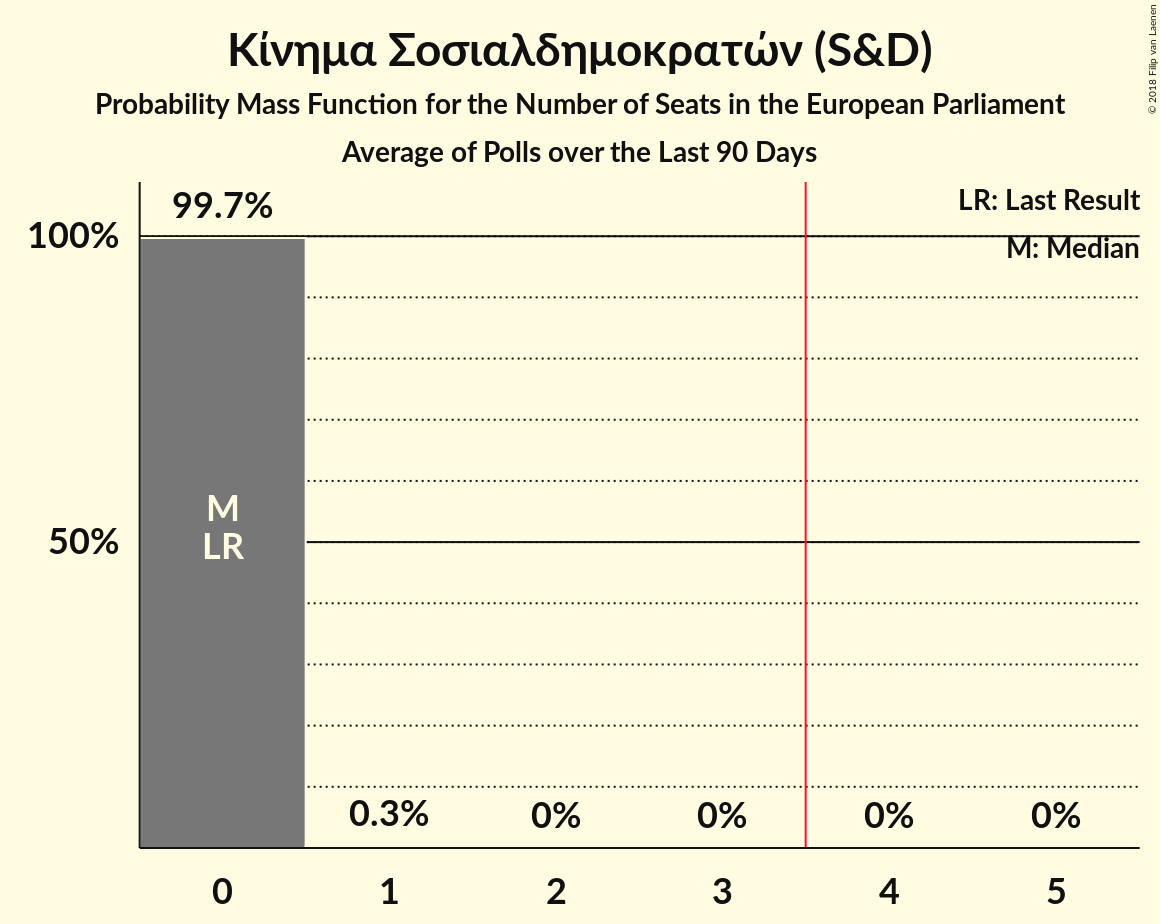 Κίνημα Σοσιαλδημοκρατών (S&D)
Probability Mass Function for the Number of Seats in the European Parliament
Average of Polls over the Last 90 Days
© 2018 Filip van Laenen
LR: Last Result
M: Median
99.7%
100%
50%
M
LR
0.3%
0%
0%
0%
0%
0
1
2
3
4
5